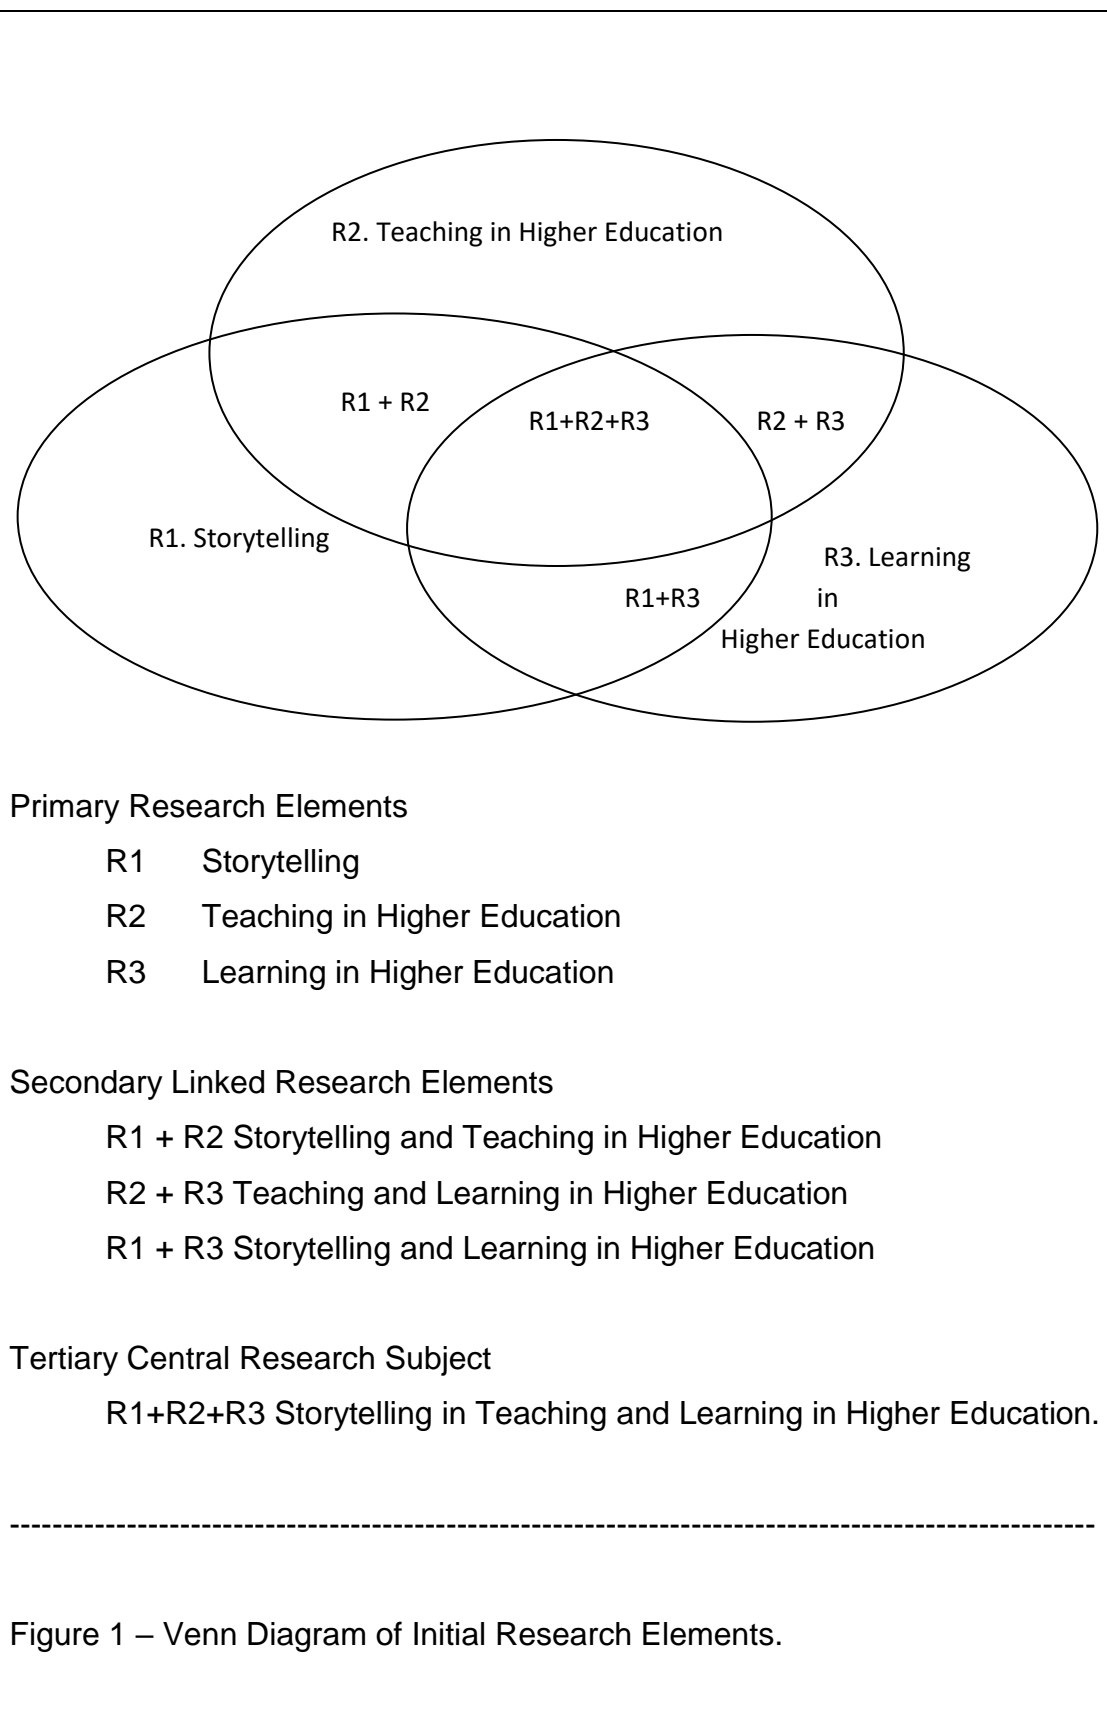 R2. Teaching in Higher Education
R1 + R2
R1+R2+R3
R2 + R3
R1. Storytelling
R3. Learning
in
Higher Education
R1+R3
Primary Research Elements
R1 Storytelling
R2 Teaching in Higher Education
R3 Learning in Higher Education
Secondary Linked Research Elements
R1 + R2 Storytelling and Teaching in Higher Education
R2 + R3 Teaching and Learning in Higher Education
R1 + R3 Storytelling and Learning in Higher Education
Tertiary Central Research Subject
R1+R2+R3 Storytelling in Teaching and Learning in Higher Education.
Figure 1 – Venn Diagram of Initial Research Elements.